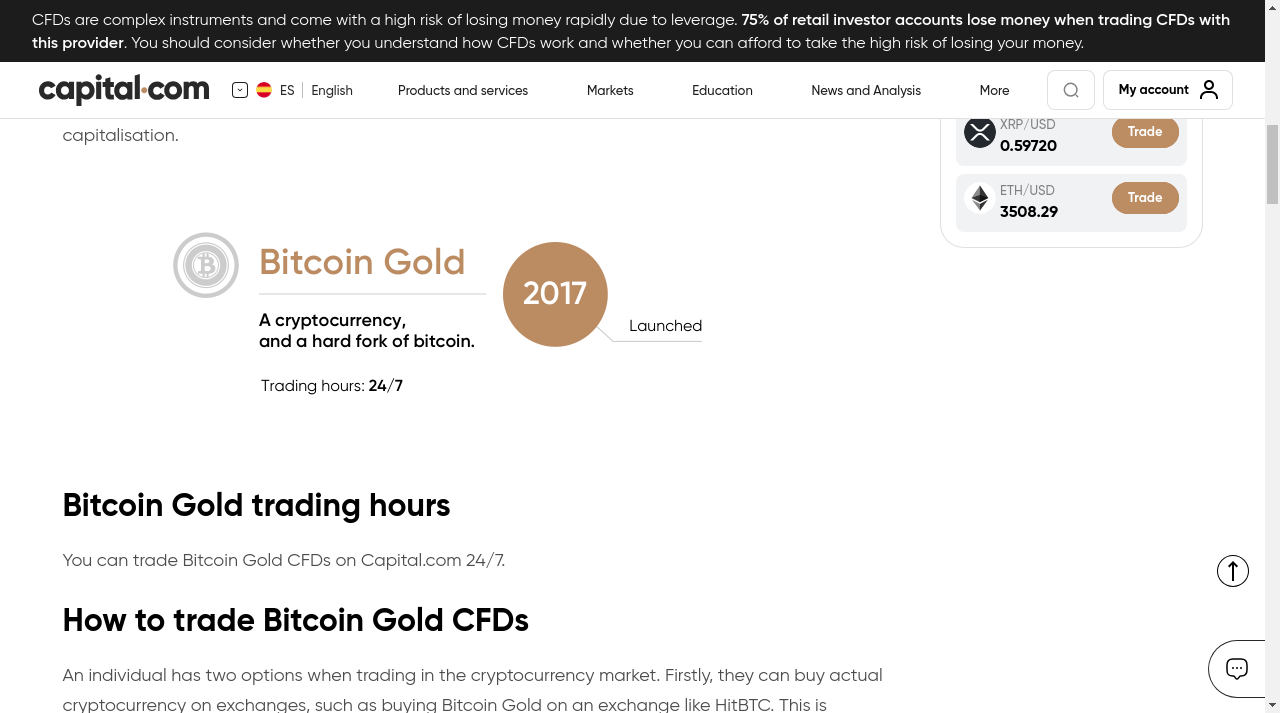 CFDs are complex instruments and come with a high risk of losing money rapidly due to leverage. 75% of retail investor accounts lose money when trading CFDs with
this provider. You should consider whether you understand how CFDs work and whether you can afford to take the high risk of losing your money.
capital.com
ES English
Products and services
Markets
Education
News and Analysis
More
My account
capitalisation.
XRP/USD
0.59720
Trade
ETH/USD
3508.29
Trade
Bitcoin Gold
A cryptocurrency,
and a hard fork of bitcoin.
Trading hours: 24/7
2017
Launched
Bitcoin Gold trading hours
You can trade Bitcoin Gold CFDs on Capital.com 24/7.
How to trade Bitcoin Gold CFDs
An individual has two options when trading in the cryptocurrency market. Firstly, they can buy actual
cryptocurrency on exchanges, such as buying Bitcoin Gold on an exchange like HitBTC. This is